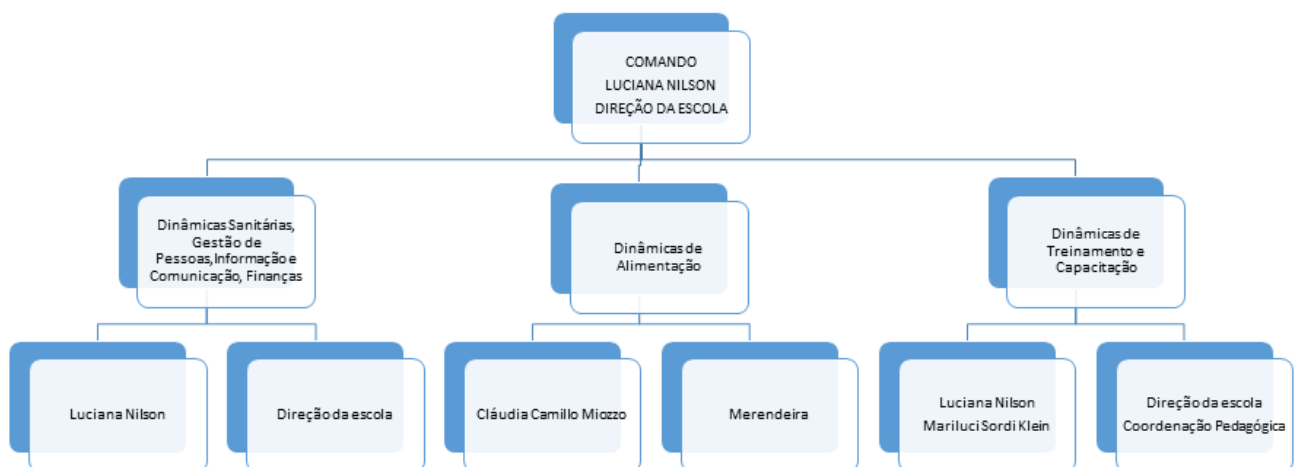 COMANDO
LUCIANA NILSON
DIREÇÃO DA ESCOLA
Dinâmicas Sanitárias,
Gestão de
Pessoas,Informação e
Comunicação, Finanças
Dinâmicas de
Alimentação
Dinâmicas de
Treinamento e
Capacitação
Luciana Nilson
Direção da escola
Cláudia Camillo Miozzo
Merendeira
Luciana Nilson
Mariluci Sordi Klein
Direção da escola
Coordenação Pedagógica